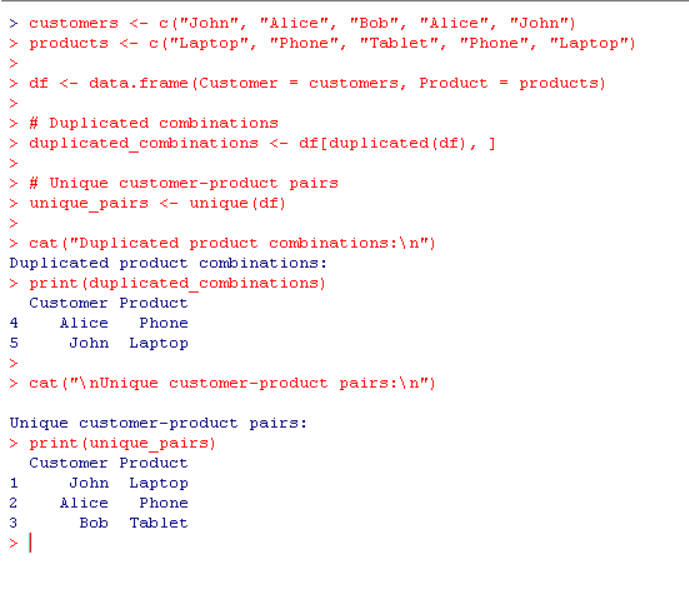 > customers <- c("John", "Alice", "Bob", "Alice", "John")
> products <- c("Laptop", "Phone", "Tablet", "Phone", "Laptop")
>
> df <- data.frame(Customer = customers, Product = products)
>
> # Duplicated combinations
> duplicated_combinations <- df[duplicated(df), ]
>
> # Unique customer-product pairs
> unique_pairs <- unique(df)
>
> cat("Duplicated product combinations:\n")
Duplicated product combinations:
> print(duplicated_combinations)
  Customer Product
4    Alice   Phone
5     John  Laptop
>
> cat("\nUnique customer-product pairs:\n")

Unique customer-product pairs:
> print(unique_pairs)
  Customer Product
1     John  Laptop
2    Alice   Phone
3      Bob  Tablet
>